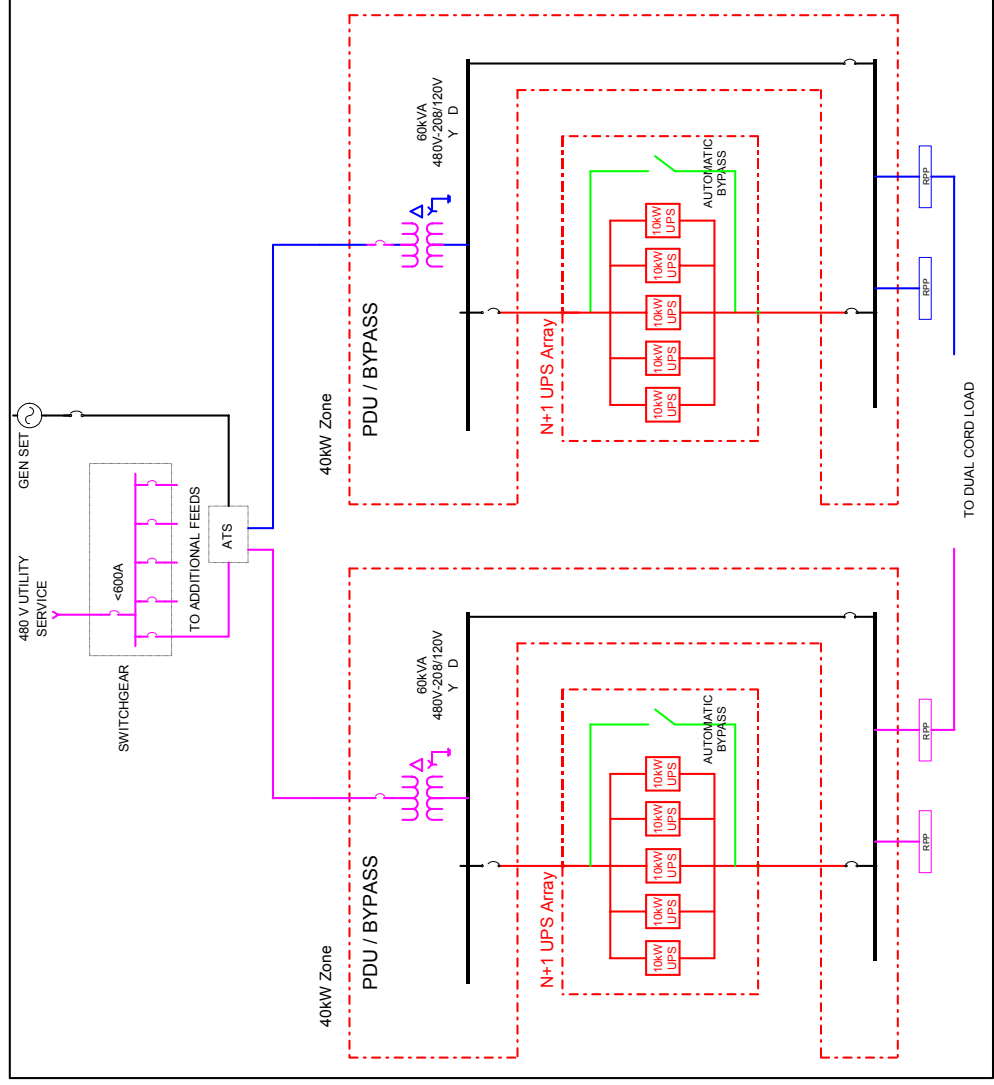 GEN SET
480 V UTILITY
SERVICE
<600A
TO ADDITIONAL FEEDS
SWITCHGEAR
ATS
40kW Zone
PDU / BYPASS
60kVA
480V-208/120V
Y D
N+1 UPS Array
AUTOMATIC
BYPASS
10kW
UPS
10kW
UPS
10kW
UPS
10kW
UPS
10kW
UPS
RPP
RPP
40kW Zone
PDU / BYPASS
60kVA
480V-208/120V
Y D
N+1 UPS Array
AUTOMATIC
BYPASS
10kW
UPS
10kW
UPS
10kW
UPS
10kW
UPS
10kW
UPS
RPP
RPP
TO DUAL CORD LOAD